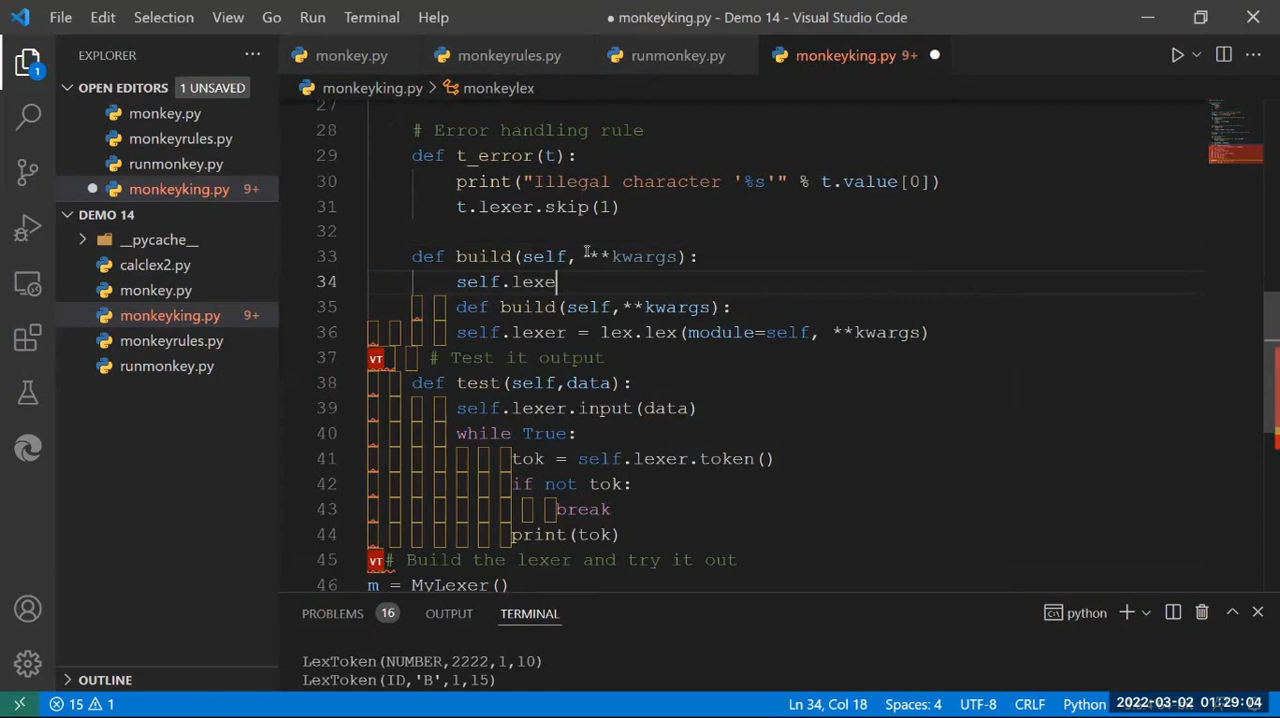 File Edit Selection View Go Run Terminal Help
● monkeyking.py - Demo 14 - Visual Studio Code
EXPLORER ···
monkey.py monkeyrules.py runmonkey.py monkeyking.py 9+
OPEN EDITORS 1 UNSAVED
monkeyking.py > monkeylex
monkey.py
monkeyrules.py
runmonkey.py
monkeyking.py 9+
DEMO 14
__pycache__
calclex2.py
monkey.py
monkeyking.py 9+
monkeyrules.py
runmonkey.py
OUTLINE
1
27
28 # Error handling rule
29 def t_error(t):
30 print("Illegal character '%s'" % t.value[0])
31 t.lexer.skip(1)
32
33 def build(self, **kwargs):
34 self.lexe
35 def build(self,**kwargs):
36 self.lexer = lex.lex(module=self, **kwargs)
37 VT # Test it output
38 def test(self,data):
39 self.lexer.input(data)
40 while True:
41 tok = self.lexer.token()
42 if not tok:
43 break
44 print(tok)
45 VT # Build the lexer and try it out
46 m = MyLexer()
PROBLEMS 16 OUTPUT TERMINAL python
LexToken(NUMBER,2222,1,10)
LexToken(ID,'B',1,15)
15 1 Ln 34, Col 18 Spaces: 4 UTF-8 CRLF Python
2022-03-02 01:29:04